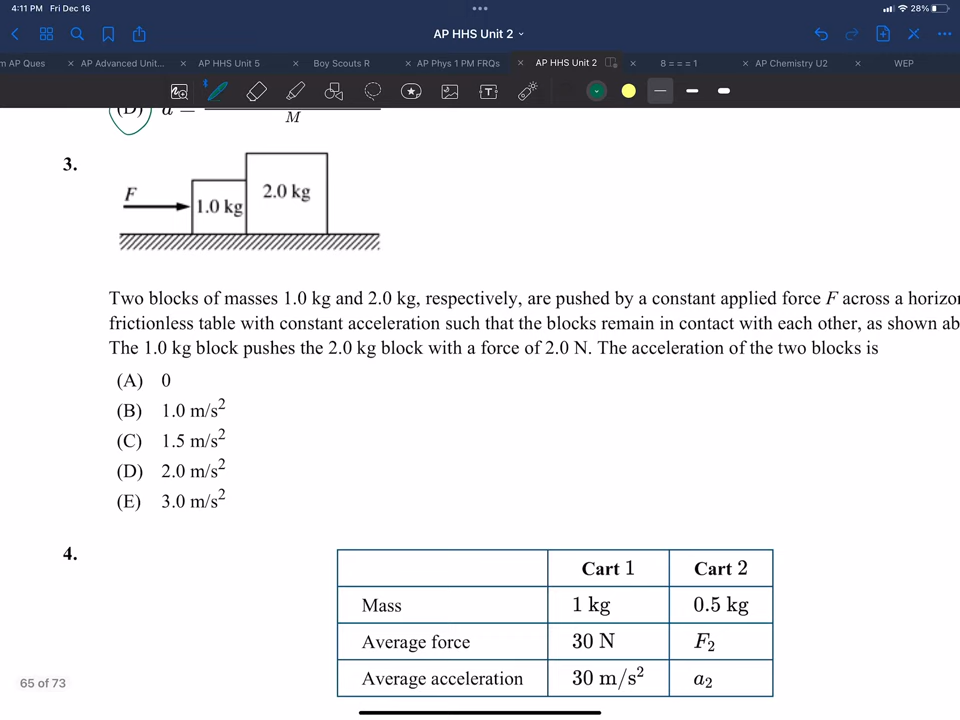 4:11 PM Fri Dec 16
28%
AP HHS Unit 2
m AP Ques
AP Advanced Unit...
AP HHS Unit 5
Boy Scouts R
AP Phys 1 PM FRQs
AP HHS Unit 2
8 = = = 1
AP Chemistry U2
WEP
(D) a =
M
3.
F
1.0 kg
2.0 kg
Two blocks of masses 1.0 kg and 2.0 kg, respectively, are pushed by a constant applied force F across a horizon
frictionless table with constant acceleration such that the blocks remain in contact with each other, as shown ab
The 1.0 kg block pushes the 2.0 kg block with a force of 2.0 N. The acceleration of the two blocks is
(A) 0
(B) 1.0 m/s²
(C) 1.5 m/s²
(D) 2.0 m/s²
(E) 3.0 m/s²
4.
Cart 1 Cart 2
Mass 1 kg 0.5 kg
Average force 30 N F₂
Average acceleration 30 m/s² a₂
65 of 73